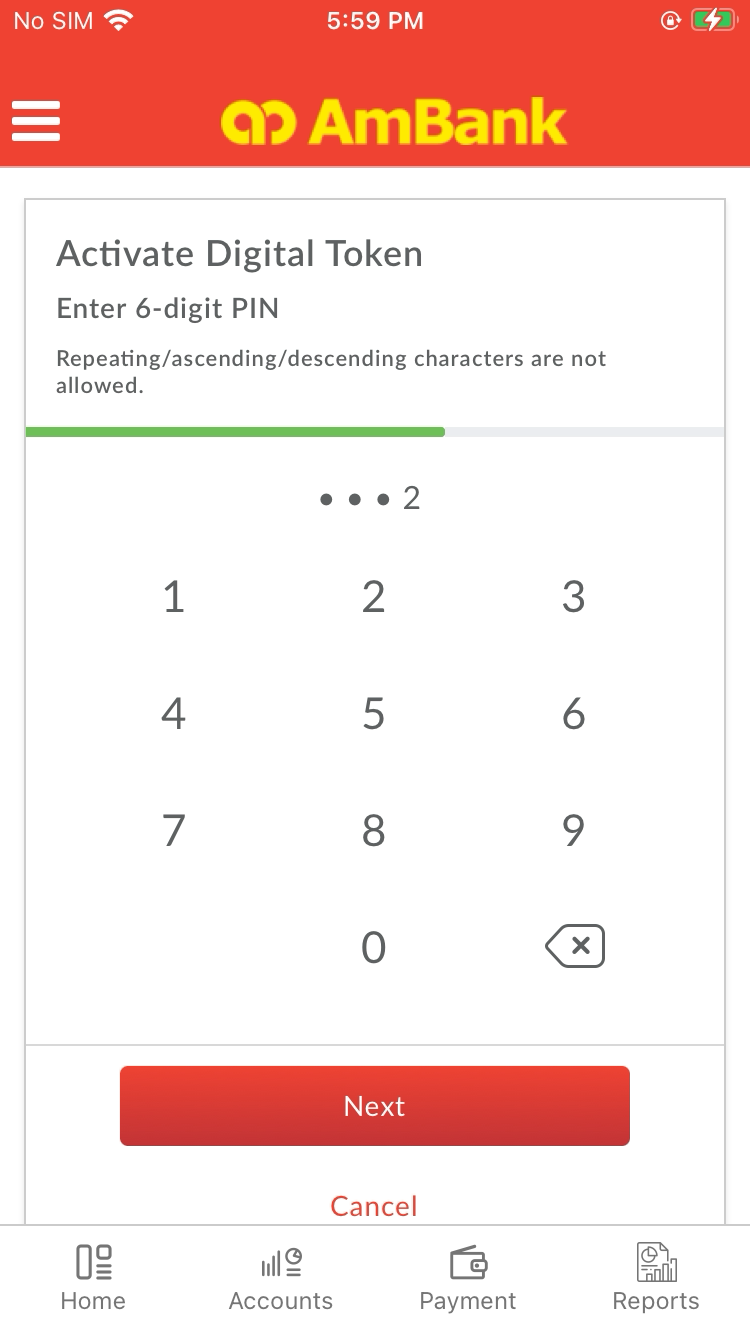 No SIM 5:59 PM
AmBank
Activate Digital Token
Enter 6-digit PIN
Repeating/ascending/descending characters are not
allowed.
• • • 2
1 2 3
4 5 6
7 8 9
0
Next
Cancel
Home Accounts Payment Reports